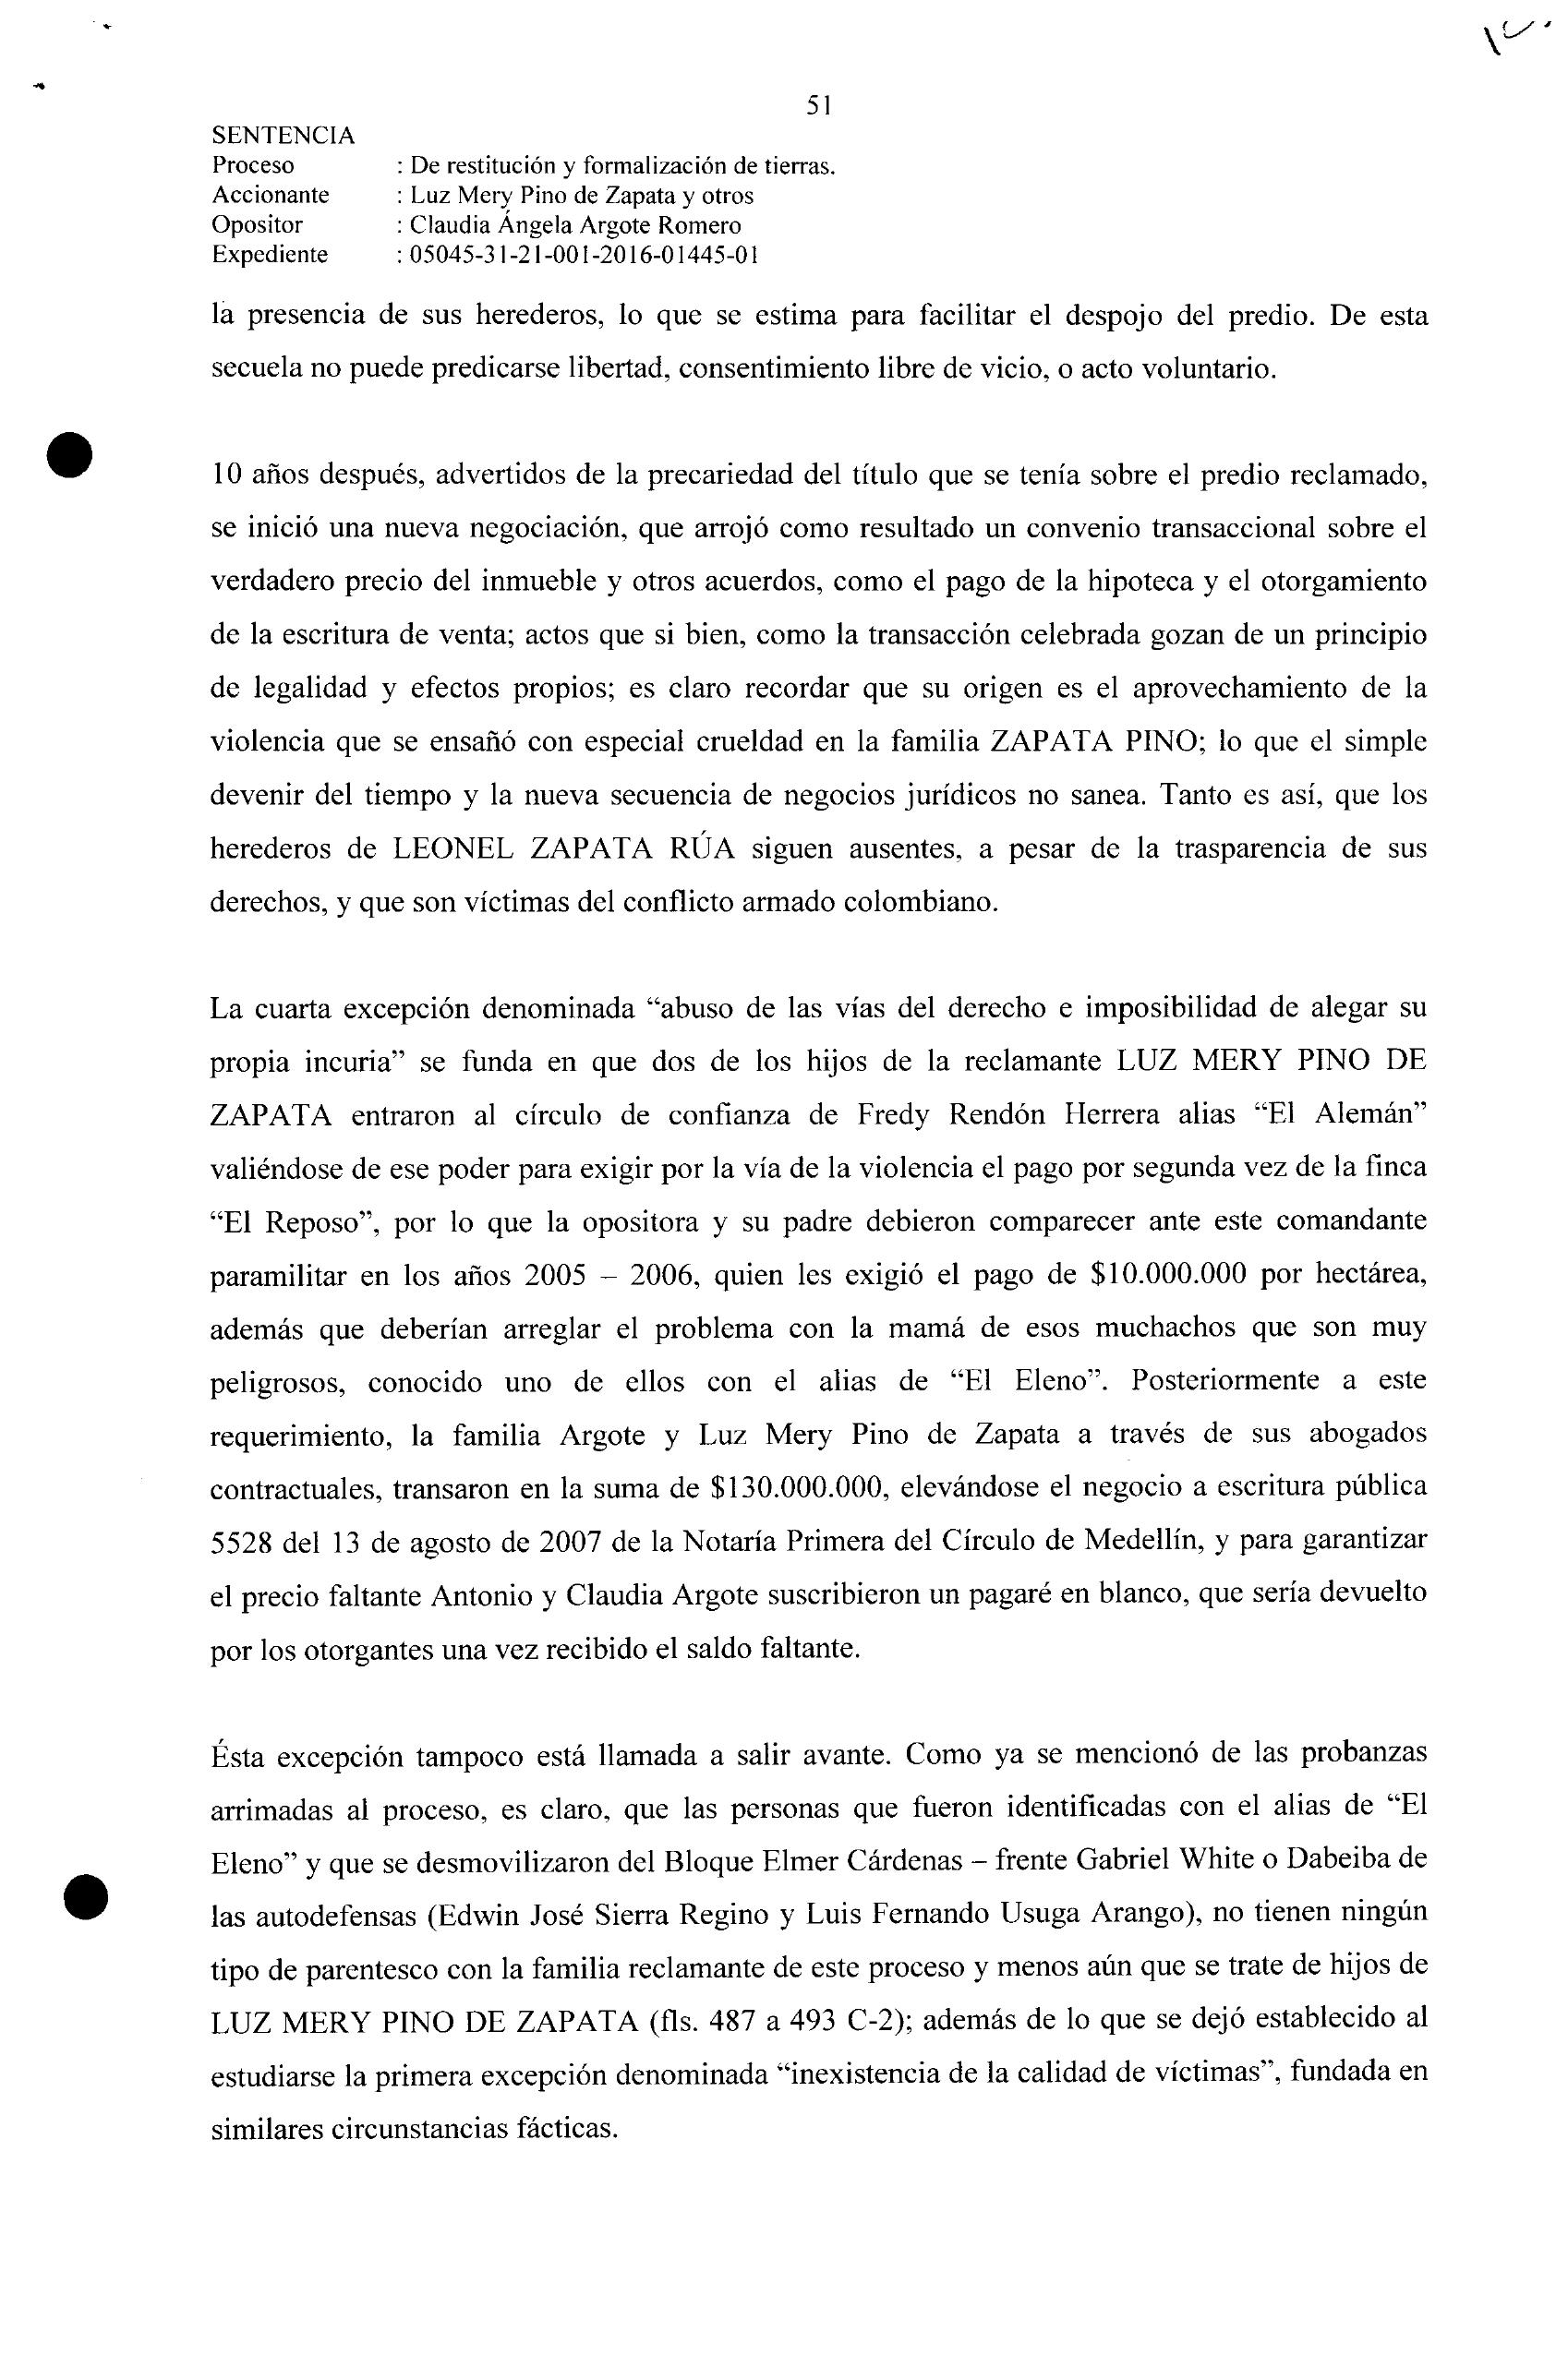 51
SENTENCIA
Proceso : De restitución y formalización de tierras.
Accionante : Luz Mery Pino de Zapata y otros
Opositor : Claudia Ángela Argote Romero
Expediente : 05045-31-21-001-2016-01445-01
la presencia de sus herederos, lo que se estima para facilitar el despojo del predio. De esta
secuela no puede predicarse libertad, consentimiento libre de vicio, o acto voluntario.
10 años después, advertidos de la precariedad del título que se tenía sobre el predio reclamado,
se inició una nueva negociación, que arrojó como resultado un convenio transaccional sobre el
verdadero precio del inmueble y otros acuerdos, como el pago de la hipoteca y el otorgamiento
de la escritura de venta; actos que si bien, como la transacción celebrada gozan de un principio
de legalidad y efectos propios; es claro recordar que su origen es el aprovechamiento de la
violencia que se ensañó con especial crueldad en la familia ZAPATA PINO; lo que el simple
devenir del tiempo y la nueva secuencia de negocios jurídicos no sanea. Tanto es así, que los
herederos de LEONEL ZAPATA RÚA siguen ausentes, a pesar de la trasparencia de sus
derechos, y que son víctimas del conflicto armado colombiano.
La cuarta excepción denominada “abuso de las vías del derecho e imposibilidad de alegar su
propia incuria” se funda en que dos de los hijos de la reclamante LUZ MERY PINO DE
ZAPATA entraron al círculo de confianza de Fredy Rendón Herrera alias “El Alemán”
valiéndose de ese poder para exigir por la vía de la violencia el pago por segunda vez de la finca
“El Reposo”, por lo que la opositora y su padre debieron comparecer ante este comandante
paramilitar en los años 2005 – 2006, quien les exigió el pago de $10.000.000 por hectárea,
además que deberían arreglar el problema con la mamá de esos muchachos que son muy
peligrosos, conocido uno de ellos con el alias de “El Eleno”. Posteriormente a este
requerimiento, la familia Argote y Luz Mery Pino de Zapata a través de sus abogados
contractuales, transaron en la suma de $130.000.000, elevándose el negocio a escritura pública
5528 del 13 de agosto de 2007 de la Notaría Primera del Círculo de Medellín, y para garantizar
el precio faltante Antonio y Claudia Argote suscribieron un pagaré en blanco, que sería devuelto
por los otorgantes una vez recibido el saldo faltante.
Ésta excepción tampoco está llamada a salir avante. Como ya se mencionó de las probanzas
arrimadas al proceso, es claro, que las personas que fueron identificadas con el alias de “El
Eleno” y que se desmovilizaron del Bloque Elmer Cárdenas – frente Gabriel White o Dabeiba de
las autodefensas (Edwin José Sierra Regino y Luis Fernando Usuga Arango), no tienen ningún
tipo de parentesco con la familia reclamante de este proceso y menos aún que se trate de hijos de
LUZ MERY PINO DE ZAPATA (fls. 487 a 493 C-2); además de lo que se dejó establecido al
estudiarse la primera excepción denominada “inexistencia de la calidad de víctimas”, fundada en
similares circunstancias fácticas.